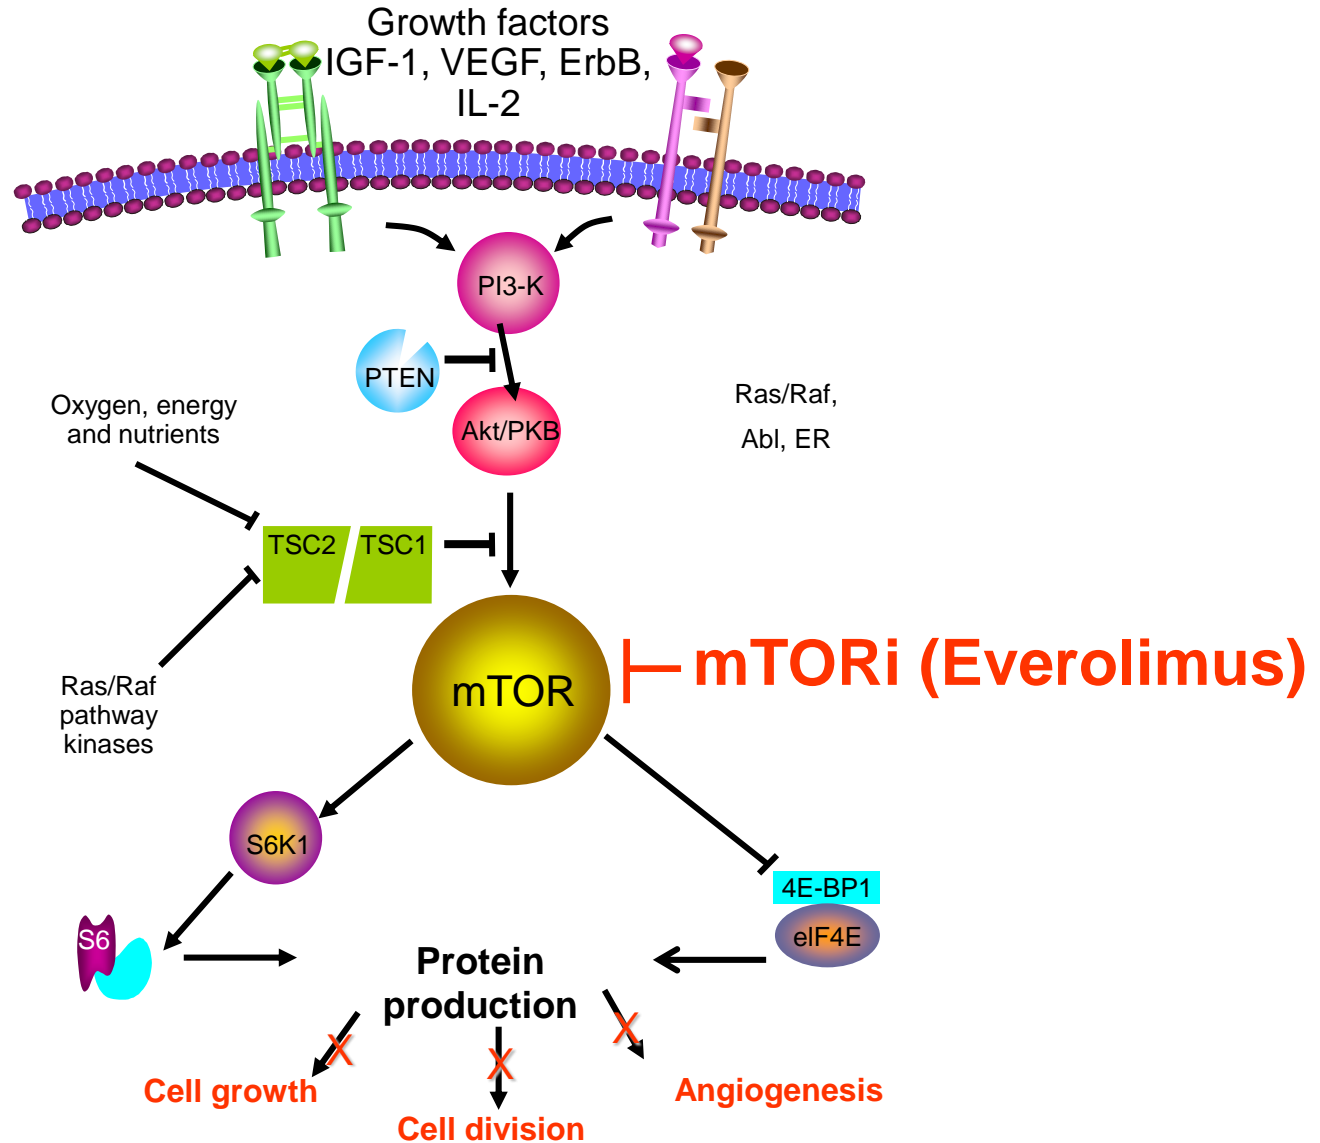 Growth factors
IGF-1, VEGF, ErbB,
IL-2
PI3-K
PTEN
Akt/PKB
Ras/Raf,
Abl, ER
Oxygen, energy
and nutrients
TSC2
TSC1
mTOR
mTORi (Everolimus)
Ras/Raf
pathway
kinases
S6K1
4E-BP1
eIF4E
S6
Protein
production
X
X
X
Cell growth
Cell division
Angiogenesis